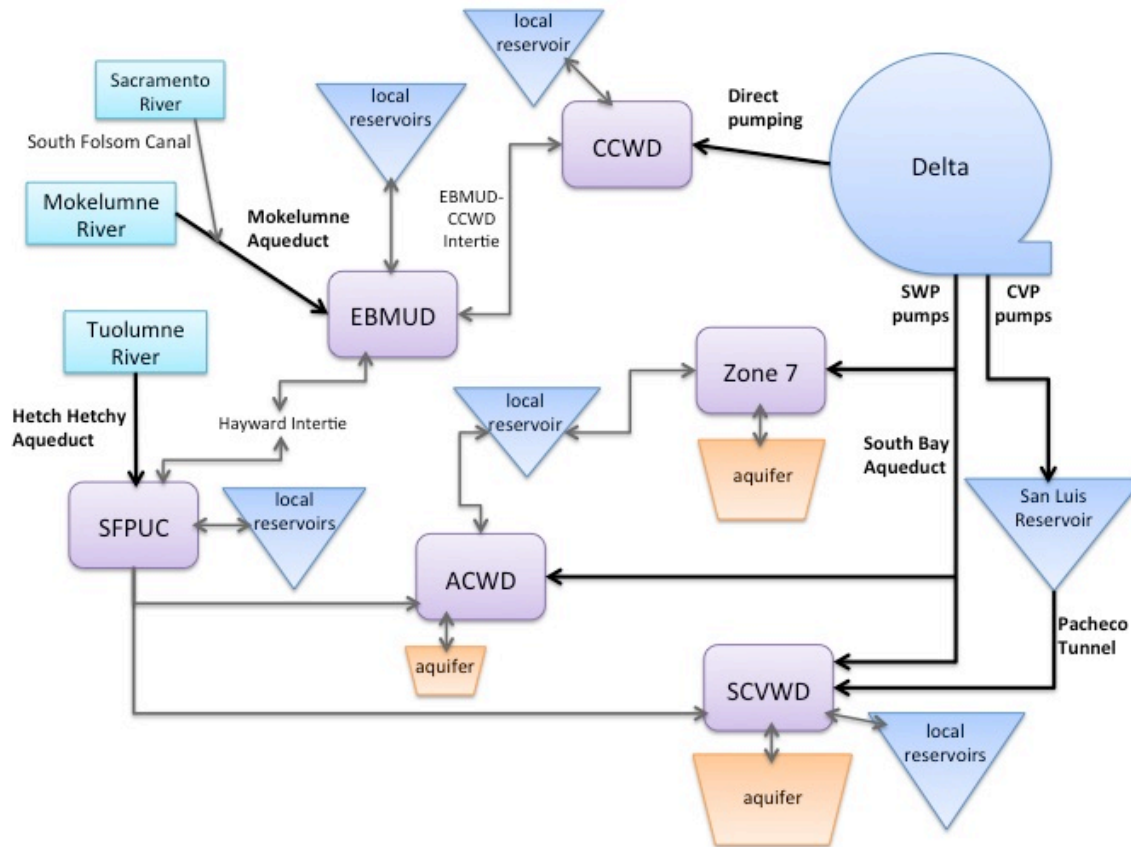 local
reservoir
Sacramento
River
local
reservoirs
Direct
pumping
South Folsom Canal
CCWD
Delta
Mokelumne
River
Mokelumne
Aqueduct
EBMUD-
CCWD
Intertie
SWP
pumps
CVP
pumps
EBMUD
Tuolumne
River
Zone 7
Hetch Hetchy
Aqueduct
Hayward Intertie
local
reservoir
South Bay
Aqueduct
aquifer
local
reservoirs
San Luis
Reservoir
SFPUC
ACWD
Pacheco
Tunnel
aquifer
SCVWD
local
reservoirs
aquifer